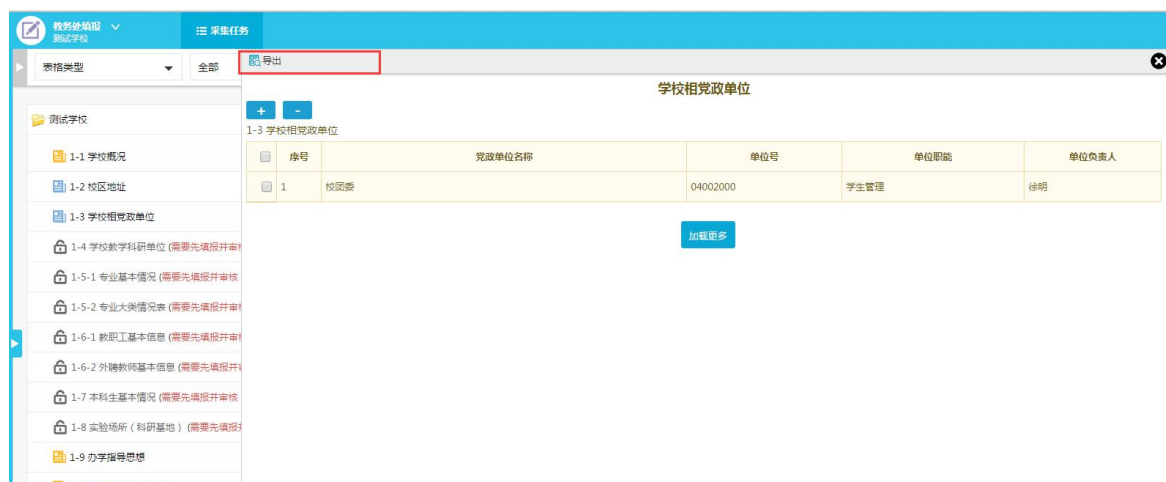 教务处填报
测试学校
采集任务
表格类型
全部
导出
学校相党政单位
+ -
1-3 学校相党政单位
序号 党政单位名称 单位号 单位职能 单位负责人
1 校团委 04002000 学生管理 徐明
加载更多
测试学校
1-1 学校概况
1-2 校区地址
1-3 学校相党政单位
1-4 学校教学科研单位 (需要先填报并审
1-5-1 专业基本情况 (需要先填报并审核
1-5-2 专业大类情况表 (需要先填报并审
1-6-1 教职工基本信息 (需要先填报并审
1-6-2 外聘教师基本信息 (需要先填报并
1-7 本科生基本情况 (需要先填报并审核
1-8 实验场所 ( 科研基地 ) (需要先填报
1-9 办学指导思想